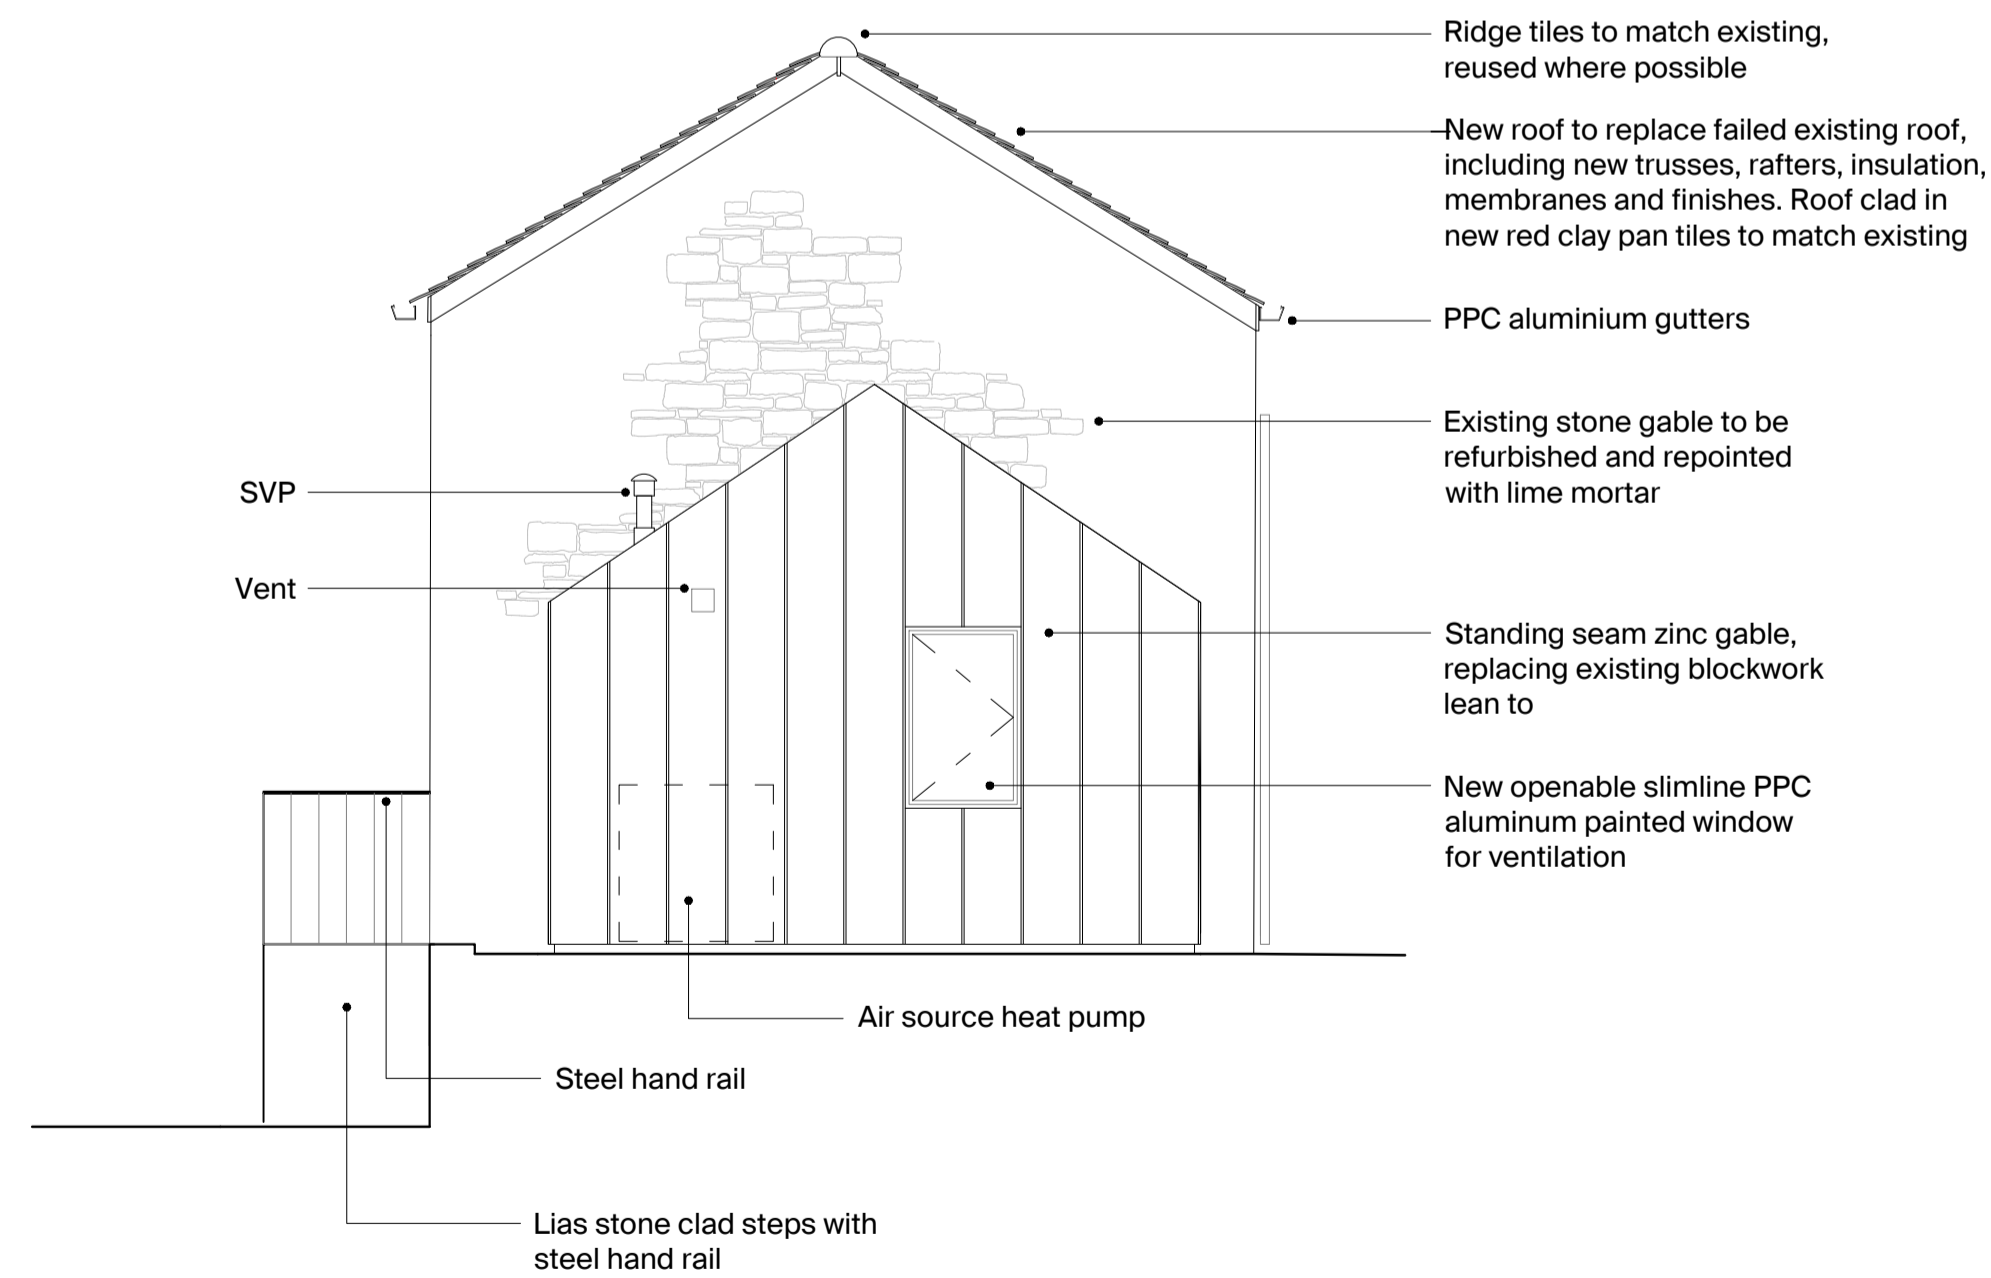 Ridge tiles to match existing,
reused where possible
New roof to replace failed existing roof,
including new trusses, rafters, insulation,
membranes and finishes. Roof clad in
new red clay pan tiles to match existing
PPC aluminium gutters
Existing stone gable to be
refurbished and repointed
with lime mortar
SVP
Vent
Standing seam zinc gable,
replacing existing blockwork
lean to
New openable slimline PPC
aluminum painted window
for ventilation
Air source heat pump
Steel hand rail
Lias stone clad steps with
steel hand rail